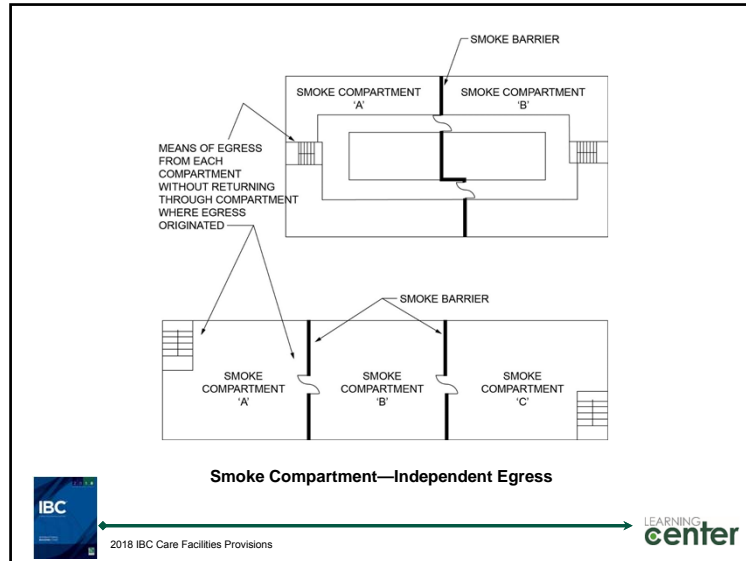 SMOKE BARRIER
SMOKE COMPARTMENT
'A'
SMOKE COMPARTMENT
'B'
MEANS OF EGRESS
FROM EACH
COMPARTMENT
WITHOUT RETURNING
THROUGH COMPARTMENT
WHERE EGRESS
ORIGINATED
SMOKE BARRIER
SMOKE
COMPARTMENT
'A'
SMOKE
COMPARTMENT
'B'
SMOKE
COMPARTMENT
'C'
Smoke Compartment—Independent Egress
IBC
2018 IBC Care Facilities Provisions
LEARNING
center